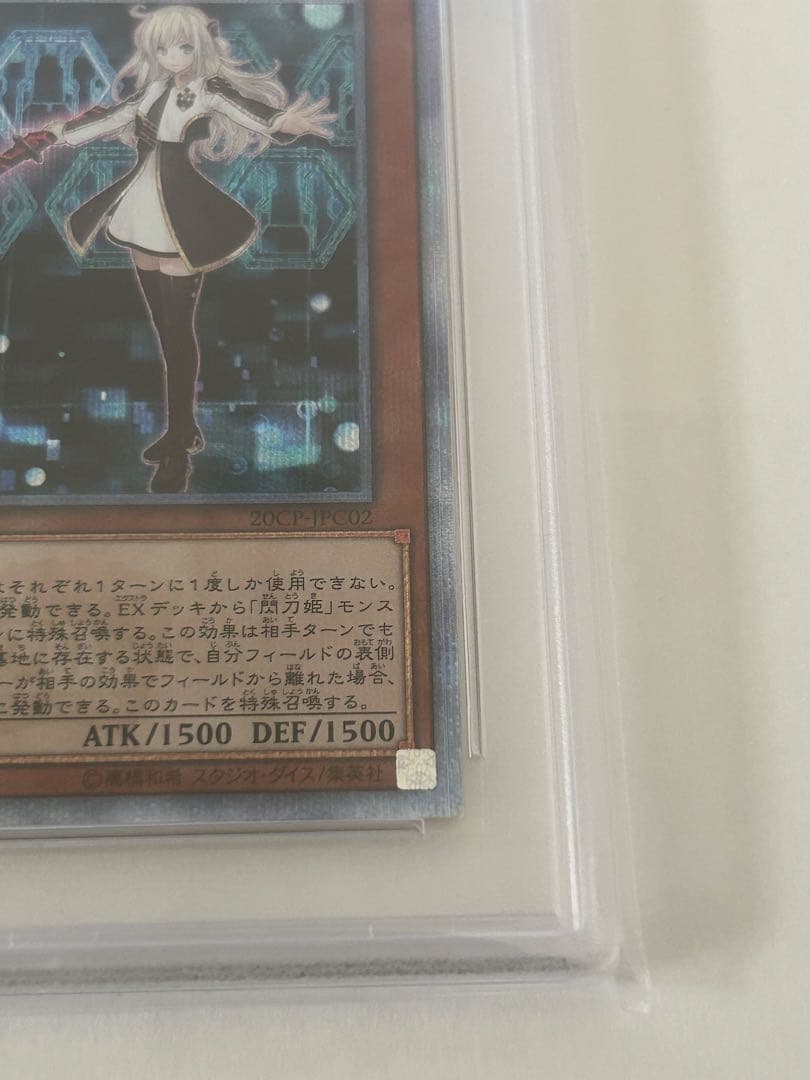 20CP-JPC02
はそれぞれ1ターンに1度しか使用できない。
発動できる。EXデッキから「閃刀姫」モンス
に特殊召喚する。この効果は相手ターンでも
墓地に存在する状態で、自分フィールドの表側
ーが相手の効果でフィールドから離れた場合、
に発動できる。このカードを特殊召喚する。
ATK/1500 DEF/1500
©高橋和希 スタジオ・ダイス/集英社